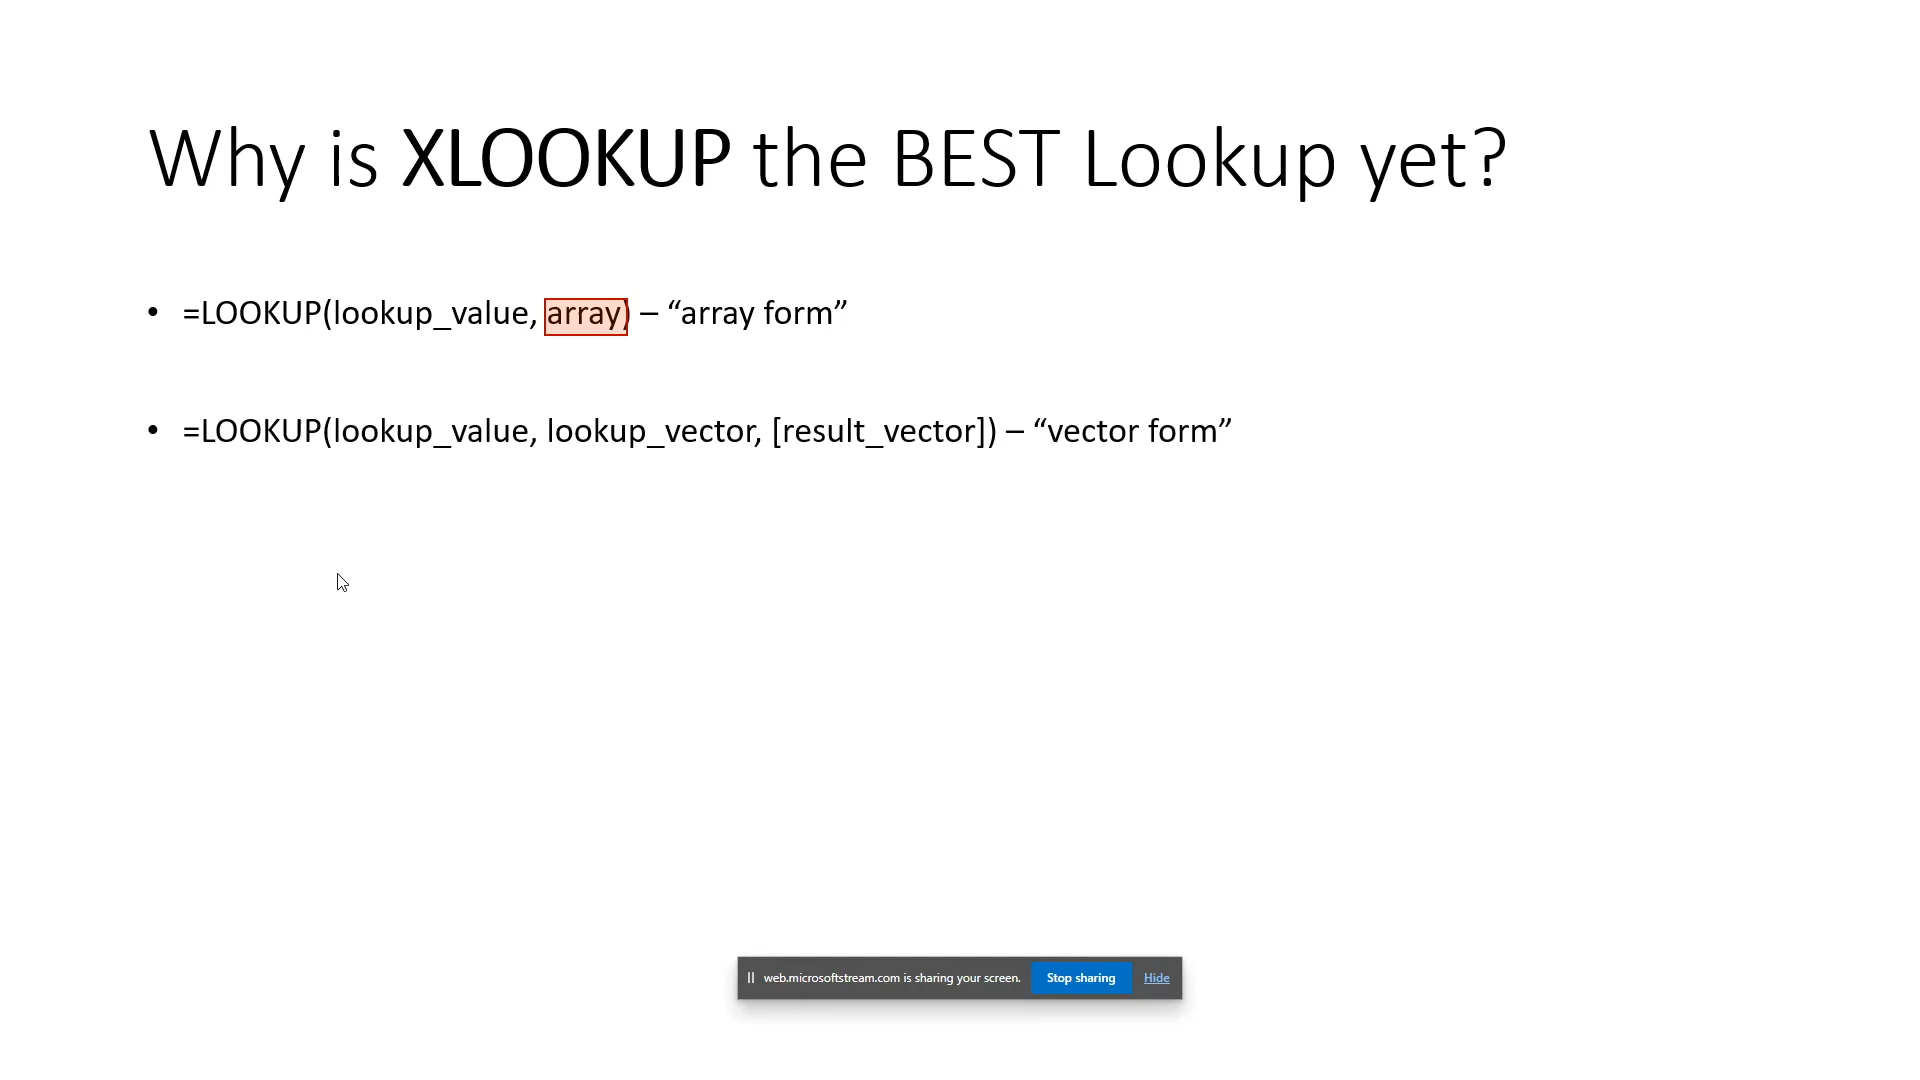 Why is XLOOKUP the BEST Lookup yet?
• =LOOKUP(lookup_value, array) – “array form”
• =LOOKUP(lookup_value, lookup_vector, [result_vector]) – “vector form”
web.microsoftstream.com is sharing your screen. Stop sharing Hide